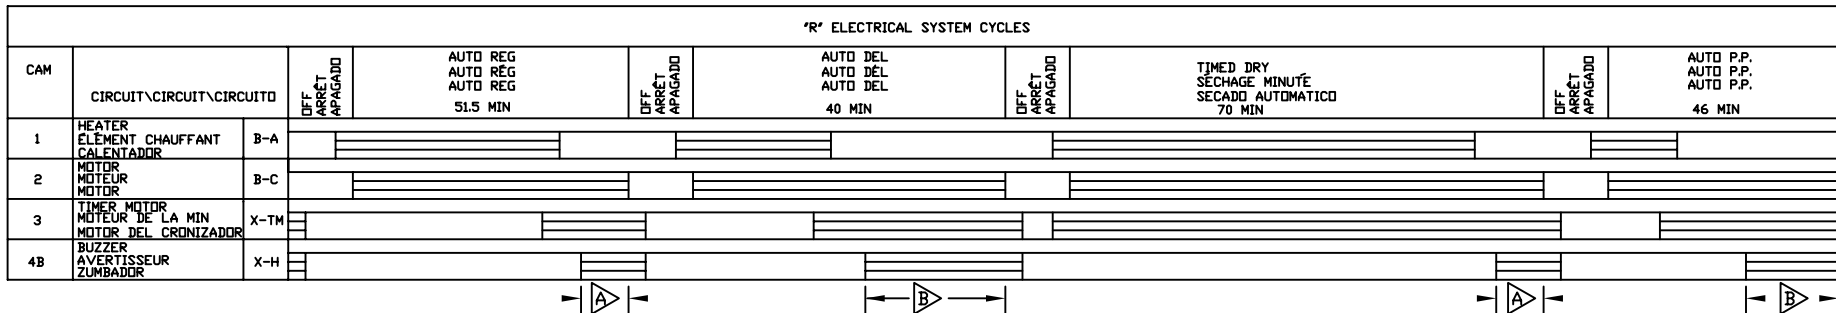 "R" ELECTRICAL SYSTEM CYCLES
CAM
CIRCUIT\CIRCUIT\CIRCUITO
OFF
ARRÊT
APAGADO
AUTO REG
AUTO RÉG
AUTO REG
51.5 MIN
OFF
ARRÊT
APAGADO
AUTO DEL
AUTO DÉL
AUTO DEL
40 MIN
OFF
ARRÊT
APAGADO
TIMED DRY
SÉCHAGE MINUTÉ
SECADO AUTOMATICO
70 MIN
OFF
ARRÊT
APAGADO
AUTO P.P.
AUTO P.P.
AUTO P.P.
46 MIN
1
HEATER
ÉLÉMENT CHAUFFANT
CALENTADOR
B-A
2
MOTOR
MOTEUR
MOTOR
B-C
3
TIMER MOTOR
MOTEUR DE LA MIN
MOTOR DEL CRONIZADOR
X-TM
4B
BUZZER
AVERTISSEUR
ZUMBADOR
X-H
A
B
A
B